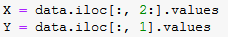 X = data.iloc[:, 2:].values
Y = data.iloc[:, 1].values